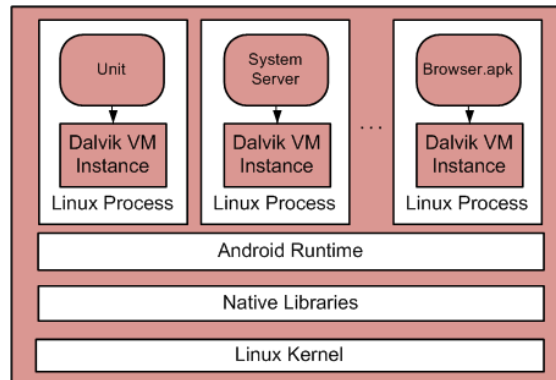 Unit
Dalvik VM
Instance
Linux Process
System
Server
Dalvik VM
Instance
Linux Process
...
Browser.apk
Dalvik VM
Instance
Linux Process
Android Runtime
Native Libraries
Linux Kernel